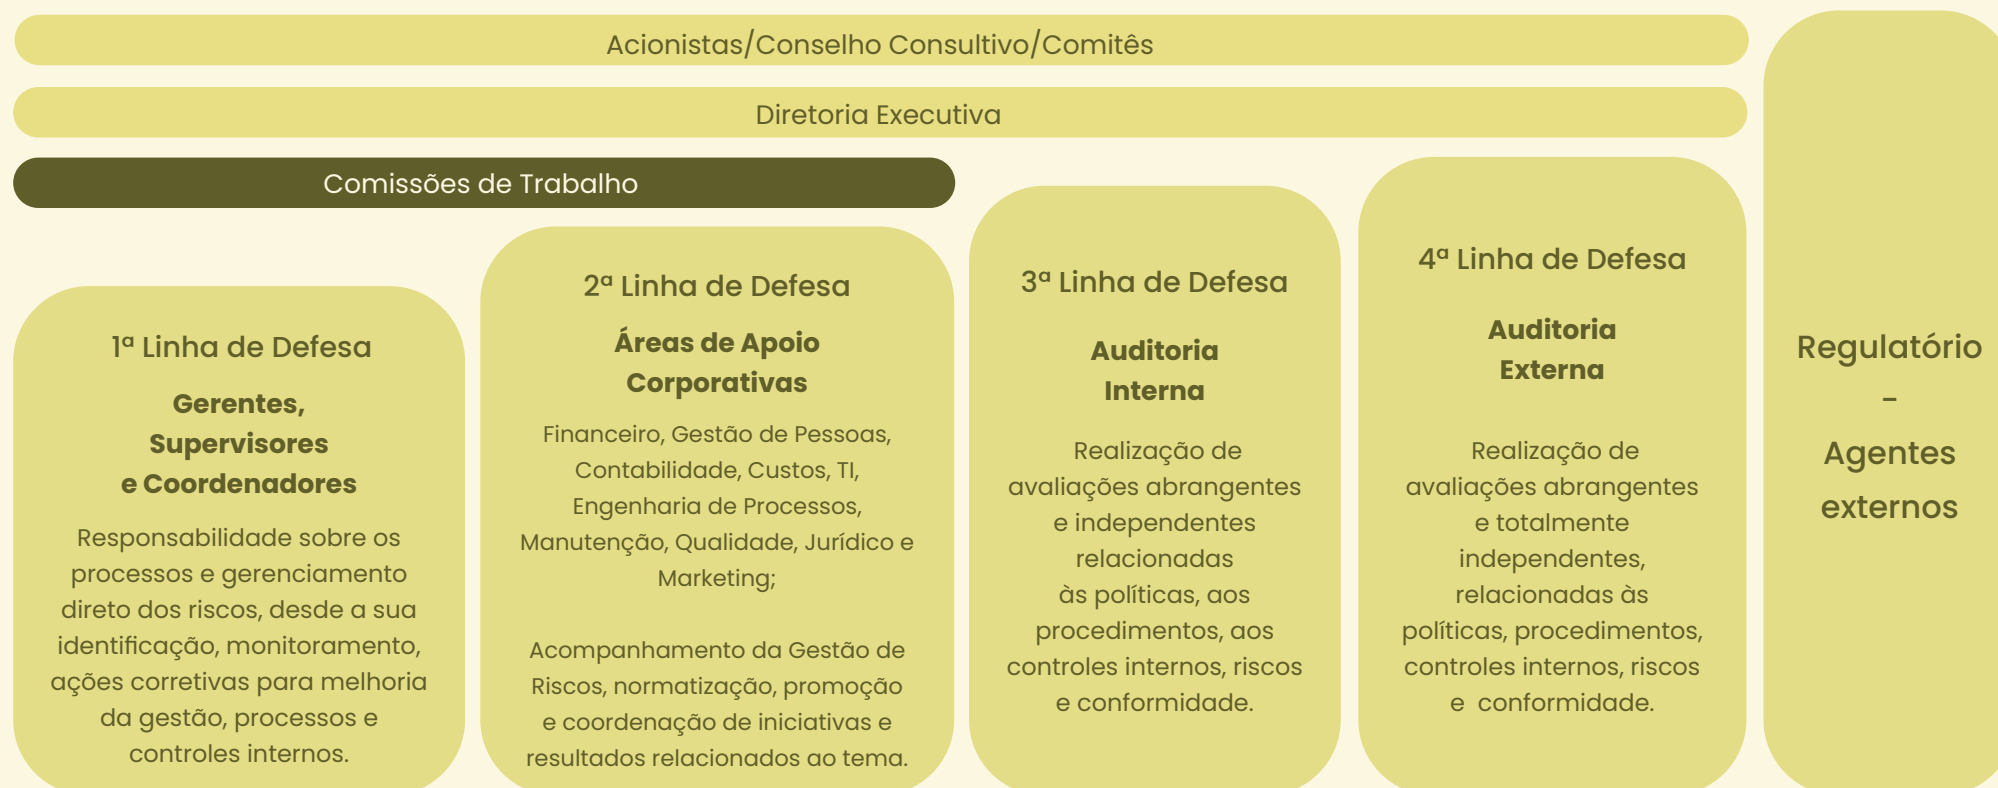 Acionistas/Conselho Consultivo/Comitês
Diretoria Executiva
Comissões de Trabalho
1ª Linha de Defesa
Gerentes,
Supervisores
e Coordenadores
Responsabilidade sobre os
processos e gerenciamento
direto dos riscos, desde a sua
identificação, monitoramento,
ações corretivas para melhoria
da gestão, processos e
controles internos.
2ª Linha de Defesa
Áreas de Apoio
Corporativas
Financeiro, Gestão de Pessoas,
Contabilidade, Custos, TI,
Engenharia de Processos,
Manutenção, Qualidade, Jurídico e
Marketing;
Acompanhamento da Gestão de
Riscos, normatização, promoção
e coordenação de iniciativas e
resultados relacionados ao tema.
3ª Linha de Defesa
Auditoria
Interna
Realização de
avaliações abrangentes
e independentes
relacionadas
às políticas, aos
procedimentos, aos
controles internos, riscos
e conformidade.
4ª Linha de Defesa
Auditoria
Externa
Realização de
avaliações abrangentes
e totalmente
independentes,
relacionadas às
políticas, procedimentos,
controles internos, riscos
e  conformidade.
Regulatório
-
Agentes
externos